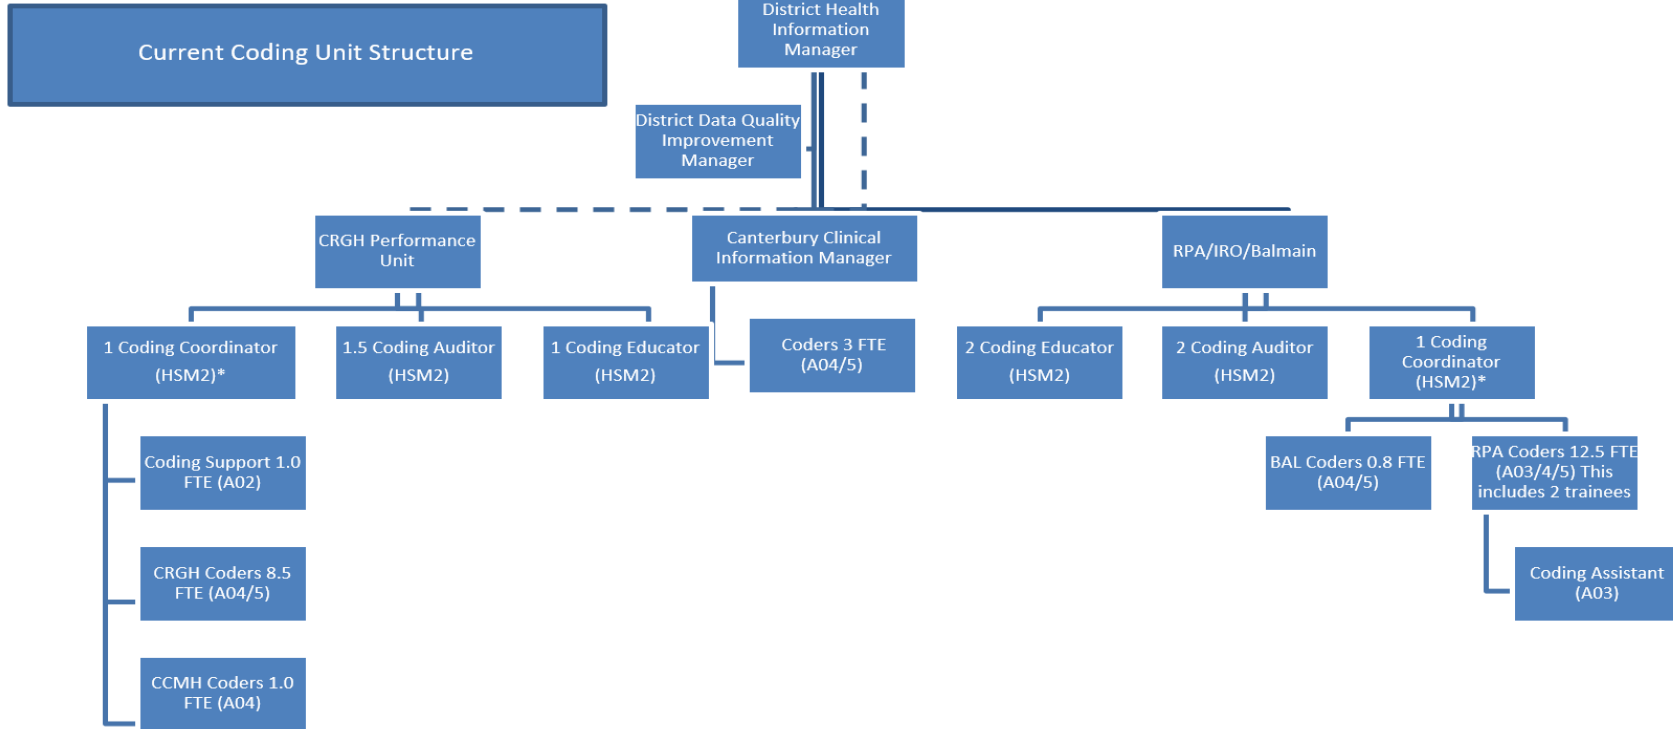 Current Coding Unit Structure
District Health
Information
Manager
District Data Quality
Improvement
Manager
CRGH Performance
Unit
Canterbury Clinical
Information Manager
RPA/IRO/Balmain
1 Coding Coordinator
(HSM2)*
1.5 Coding Auditor
(HSM2)
1 Coding Educator
(HSM2)
Coders 3 FTE
(A04/5)
2 Coding Educator
(HSM2)
2 Coding Auditor
(HSM2)
1 Coding
Coordinator
(HSM2)*
Coding Support 1.0
FTE (A02)
CRGH Coders 8.5
FTE (A04/5)
CCMH Coders 1.0
FTE (A04)
BAL Coders 0.8 FTE
(A04/5)
RPA Coders 12.5 FTE
(A03/4/5) This
includes 2 trainees
Coding Assistant
(A03)